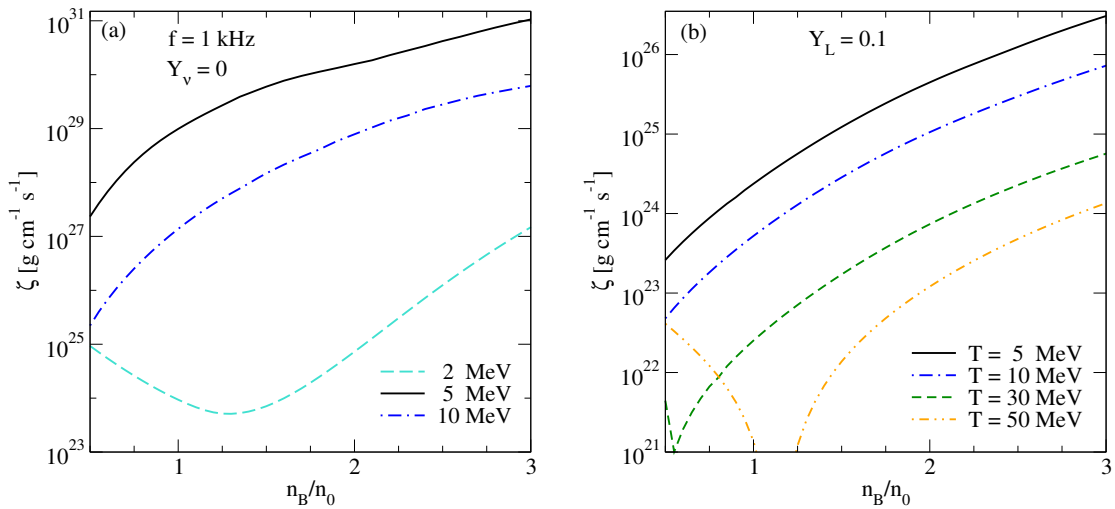 (a)
f = 1 kHz
Y_ν = 0
10^31
10^29
10^27
10^25
10^23
ζ [g cm^-1 s^-1]
2 MeV
5 MeV
10 MeV
1
2
3
n_B/n_0
(b)
Y_L = 0.1
10^26
10^25
10^24
10^23
10^22
10^21
ζ [g cm^-1 s^-1]
T = 5 MeV
T = 10 MeV
T = 30 MeV
T = 50 MeV
1
2
3
n_B/n_0